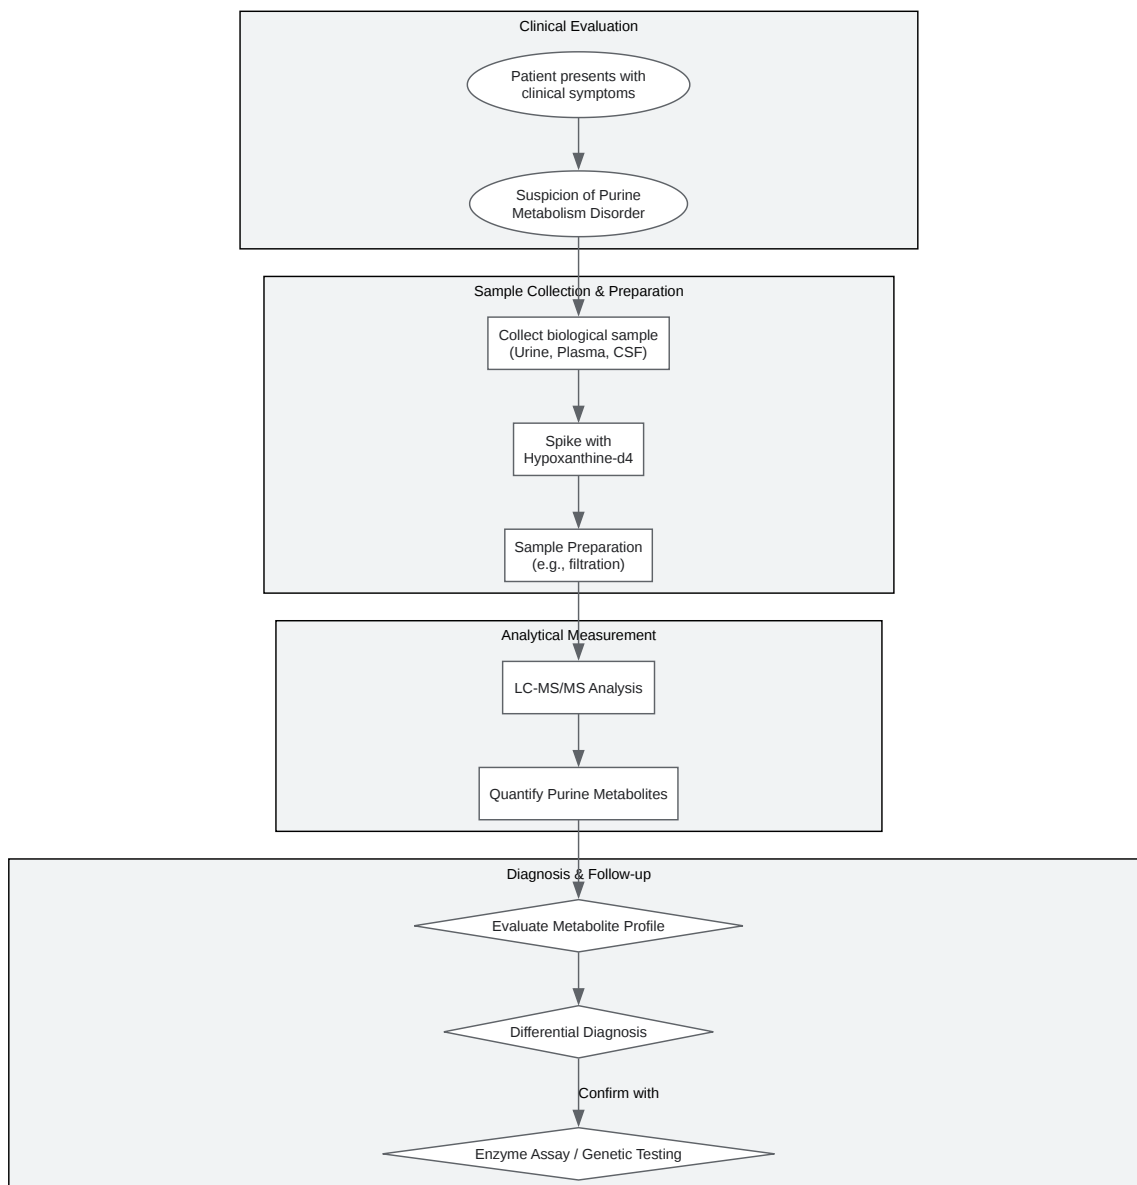 Clinical Evaluation
Patient presents with
clinical symptoms
Suspicion of Purine
Metabolism Disorder
Sample Collection & Preparation
Collect biological sample
(Urine, Plasma, CSF)
Spike with
Hypoxanthine-d4
Sample Preparation
(e.g., filtration)
Analytical Measurement
LC-MS/MS Analysis
Quantify Purine Metabolites
Diagnosis & Follow-up
Evaluate Metabolite Profile
Differential Diagnosis
Confirm with
Enzyme Assay / Genetic Testing